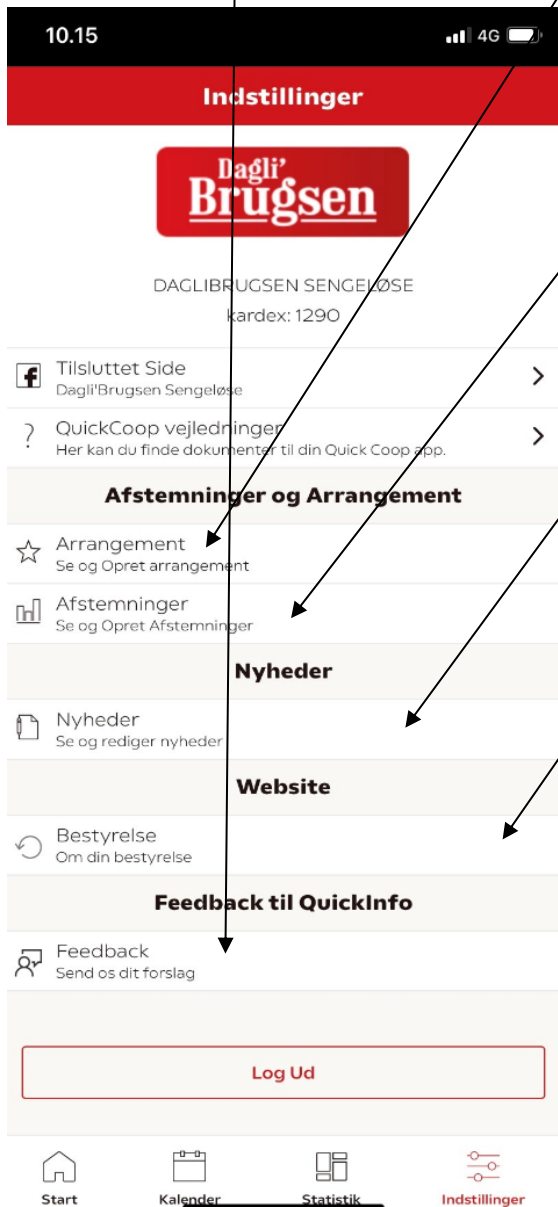 10.15
4G
Indstillinger
Dagli'
Brugsen
DAGLIBRUGSEN SENGELØSE
kardex: 1290
f Tilsluttet Side
Dagli'Brugsen Sengeløse
? QuickCoop vejledninger
Her kan du finde dokumenter til din Quick Coop app.
Afstemninger og Arrangement
Arrangement
Se og Opret arrangement
Afstemninger
Se og Opret Afstemninger
Nyheder
Nyheder
Se og rediger nyheder
Website
Bestyrelse
Om din bestyrelse
Feedback til QuickInfo
Feedback
Send os dit forslag
Log Ud
Start
Kalender
Statistik
Indstillinger